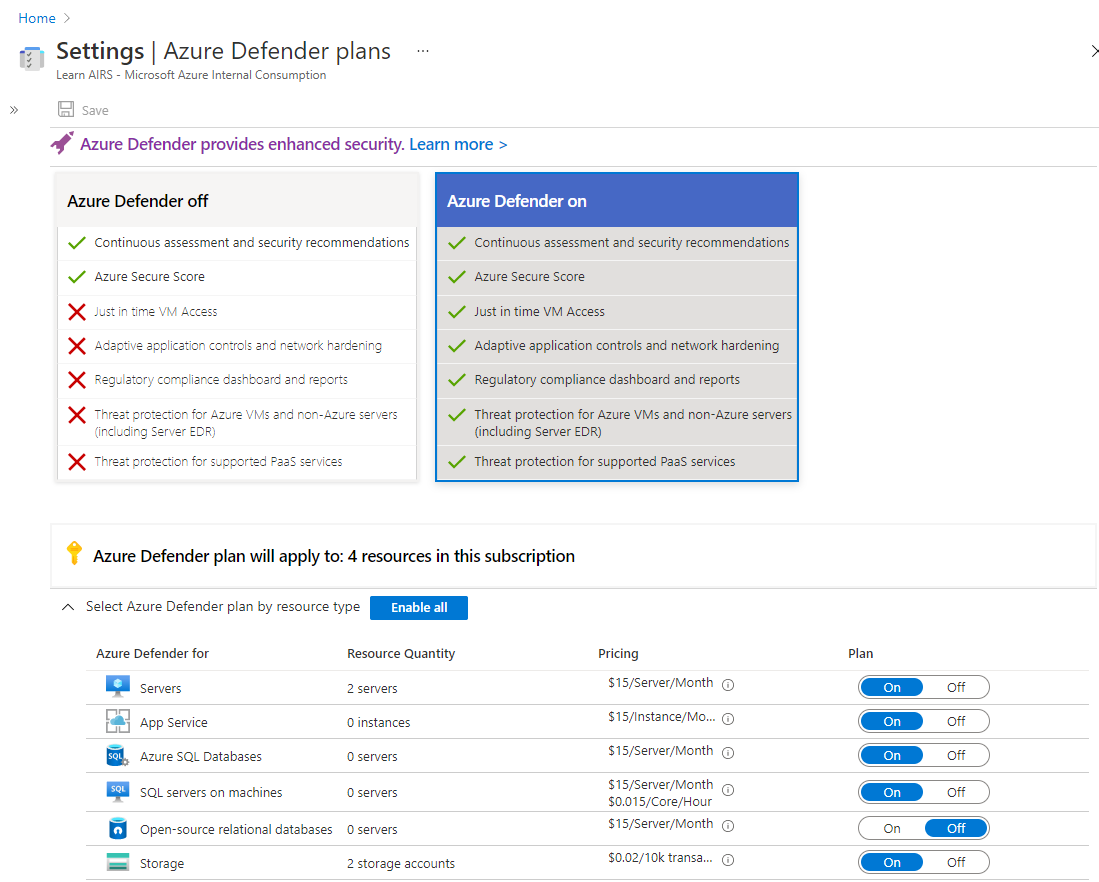 Home >
Settings | Azure Defender plans ...
Learn AIRS - Microsoft Azure Internal Consumption
Save
Azure Defender provides enhanced security. Learn more >
Azure Defender off
Continuous assessment and security recommendations
Azure Secure Score
Just in time VM Access
Adaptive application controls and network hardening
Regulatory compliance dashboard and reports
Threat protection for Azure VMs and non-Azure servers
(including Server EDR)
Threat protection for supported PaaS services
Azure Defender on
Continuous assessment and security recommendations
Azure Secure Score
Just in time VM Access
Adaptive application controls and network hardening
Regulatory compliance dashboard and reports
Threat protection for Azure VMs and non-Azure servers
(including Server EDR)
Threat protection for supported PaaS services
Azure Defender plan will apply to: 4 resources in this subscription
Select Azure Defender plan by resource type Enable all
Azure Defender for Resource Quantity Pricing Plan
Servers 2 servers $15/Server/Month On Off
App Service 0 instances $15/Instance/Mo... On Off
SQL Azure SQL Databases 0 servers $15/Server/Month On Off
SQL SQL servers on machines 0 servers $15/Server/Month On Off
$0.015/Core/Hour
Open-source relational databases 0 servers $15/Server/Month On Off
Storage 2 storage accounts $0.02/10k transa... On Off